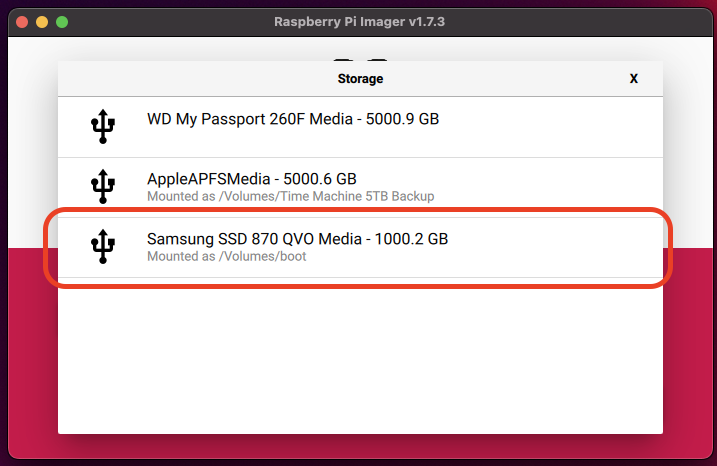 Raspberry Pi Imager v1.7.3
Storage
X
WD My Passport 260F Media - 5000.9 GB
AppleAPFSMedia - 5000.6 GB
Mounted as /Volumes/Time Machine 5TB Backup
Samsung SSD 870 QVO Media - 1000.2 GB
Mounted as /Volumes/boot